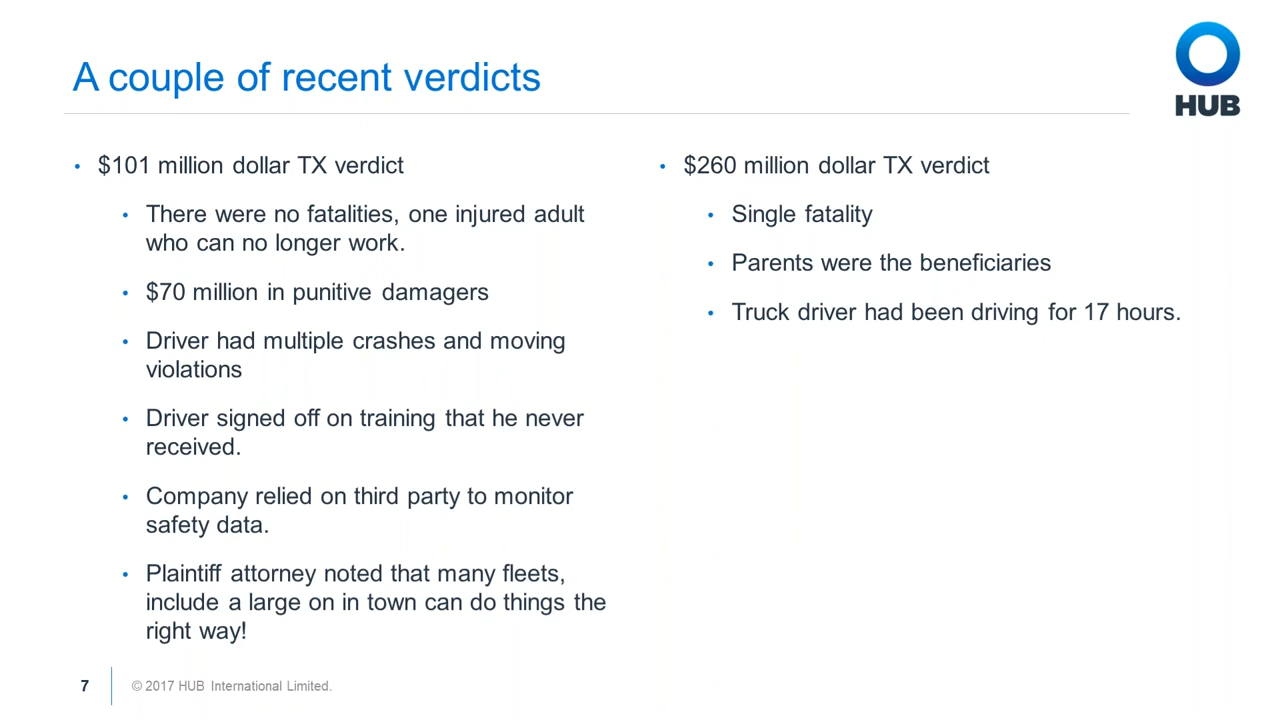 A couple of recent verdicts
HUB
• $101 million dollar TX verdict
• There were no fatalities, one injured adult
who can no longer work.
• $70 million in punitive damagers
• Driver had multiple crashes and moving
violations
• Driver signed off on training that he never
received.
• Company relied on third party to monitor
safety data.
• Plaintiff attorney noted that many fleets,
include a large on in town can do things the
right way!
• $260 million dollar TX verdict
• Single fatality
• Parents were the beneficiaries
• Truck driver had been driving for 17 hours.
7
© 2017 HUB International Limited.